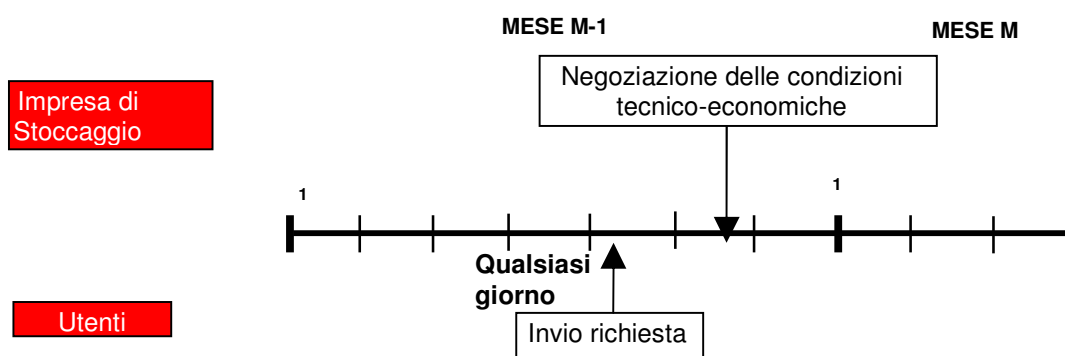 MESE M-1
MESE M
Impresa di
Stoccaggio
Negoziazione delle condizioni
tecnico-economiche
1
1
Qualsiasi
giorno
Utenti
Invio richiesta